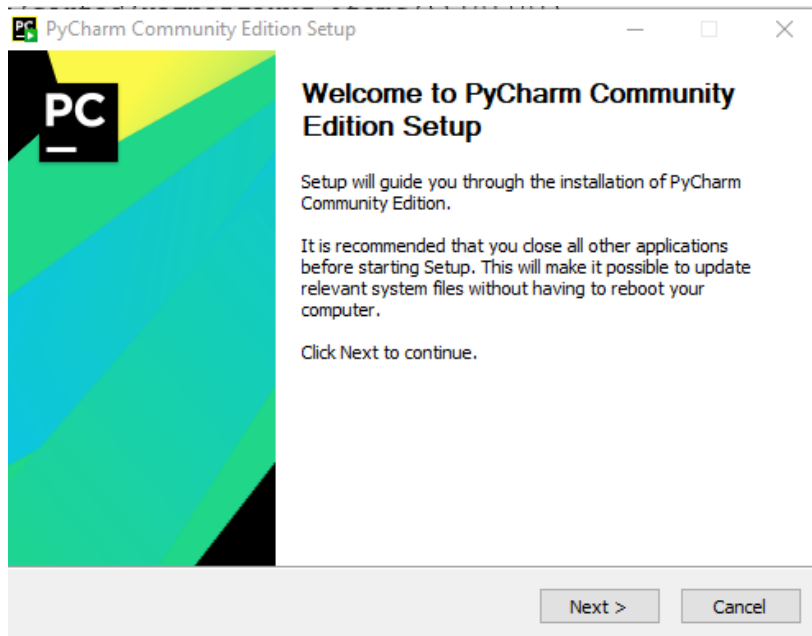 PyCharm Community Edition Setup
PC
Welcome to PyCharm Community
Edition Setup
Setup will guide you through the installation of PyCharm
Community Edition.
It is recommended that you close all other applications
before starting Setup. This will make it possible to update
relevant system files without having to reboot your
computer.
Click Next to continue.
Next >
Cancel